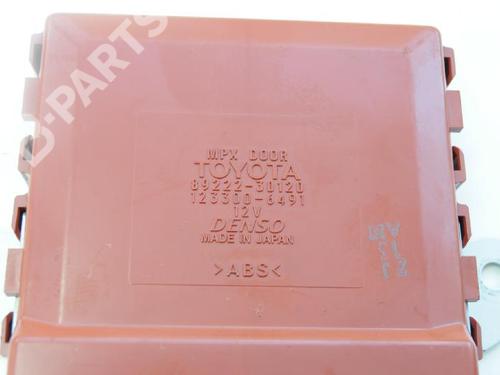 B-PARTS
MPX DOOR
TOYOTA
89222-30120
123300-6491
12V
DENSO
MADE IN JAPAN
>ABS<